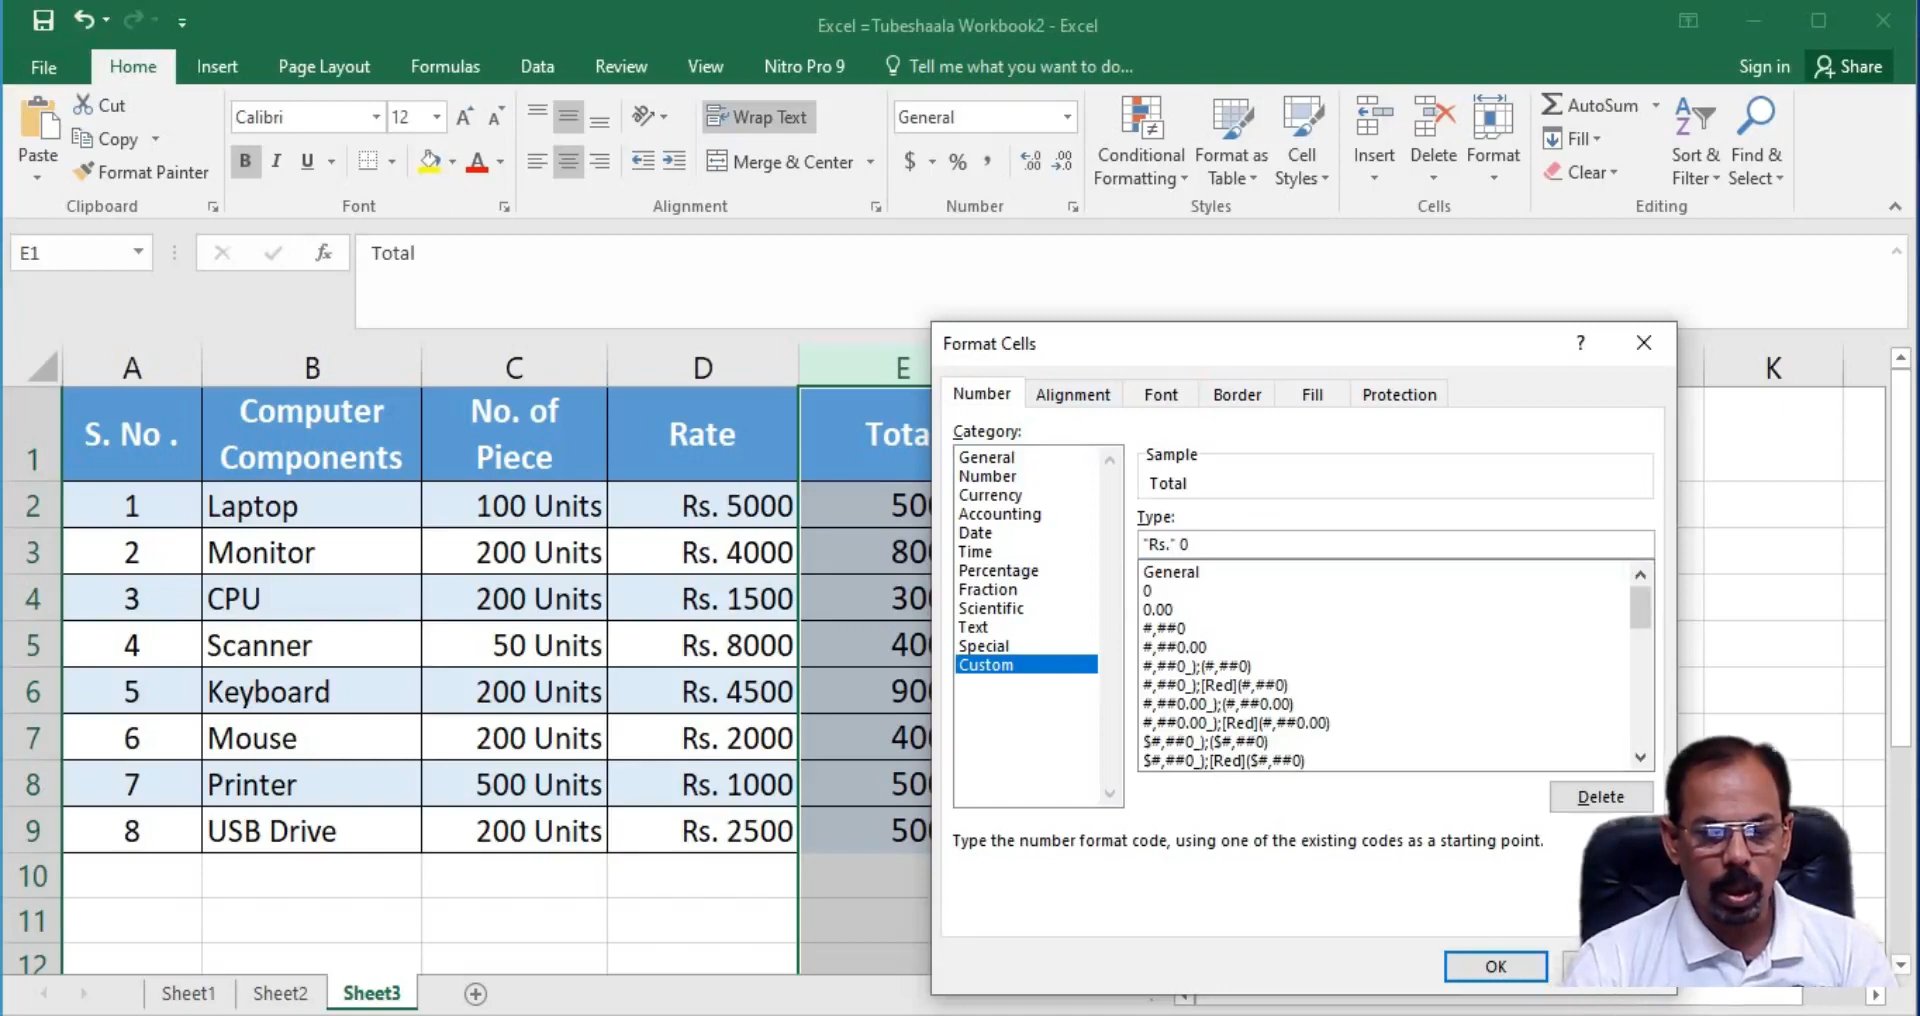 Excel =Tubeshaala Workbook2 - Excel
File Home Insert Page Layout Formulas Data Review View Nitro Pro 9 Tell me what you want to do... Sign in Share
Paste
Cut
Copy
Format Painter
Clipboard
Calibri 12
B I U A
Font
Wrap Text
Merge & Center
Alignment
General
$ % ,
Number
Conditional Formatting
Format as Table
Cell Styles
Styles
Insert Delete Format
Cells
AutoSum
Fill
Clear
Sort & Filter
Find & Select
Editing
E1 fx Total
A B C D E K
1 S. No . Computer Components No. of Piece Rate Tota
2 1 Laptop 100 Units Rs. 5000 50
3 2 Monitor 200 Units Rs. 4000 80
4 3 CPU 200 Units Rs. 1500 30
5 4 Scanner 50 Units Rs. 8000 40
6 5 Keyboard 200 Units Rs. 4500 90
7 6 Mouse 200 Units Rs. 2000 40
8 7 Printer 500 Units Rs. 1000 50
9 8 USB Drive 200 Units Rs. 2500 50
10
11
12
Sheet1 Sheet2 Sheet3
Format Cells ?
Number Alignment Font Border Fill Protection
Category:
General
Number
Currency
Accounting
Date
Time
Percentage
Fraction
Scientific
Text
Special
Custom
Sample
Total
Type:
"Rs." 0
General
0
0.00
#,##0
#,##0.00
#,##0_);(#,##0)
#,##0_);[Red](#,##0)
#,##0.00_);(#,##0.00)
#,##0.00_);[Red](#,##0.00)
$#,##0_);($#,##0)
$#,##0_);[Red]($#,##0)
Delete
Type the number format code, using one of the existing codes as a starting point.
OK